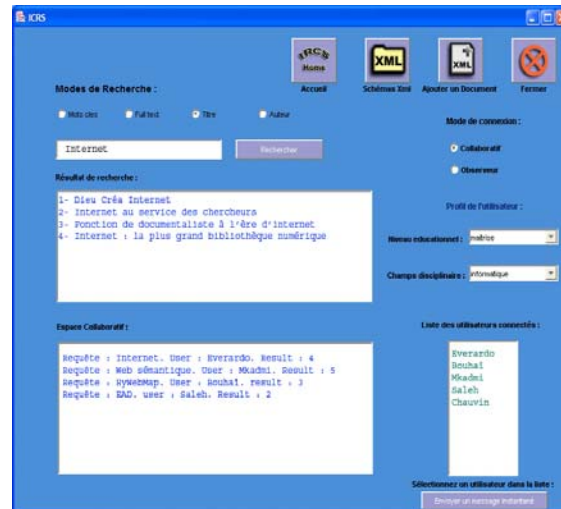 ICRS
IRCS
Home
XML
XML
Accueil
Schémas Xml
Ajouter un Document
Fermer
Modes de Recherche :
Mots cles
Full text
Titre
Auteur
Mode de connexion :
Internet
Rechercher
Collaboratif
Observeur
Résultat de recherche :
1- Dieu Créa Internet
2- Internet au service des chercheurs
3- Fonction de documentaliste à l'ère d'internet
4- Internet : la plus grand bibliothèque numérique
Profil de l'utilisateur :
Niveau educationnel :
maitrise
Champs disciplinaire :
informatique
Espace Collaboratif :
Liste des utilisateurs connectés :
Requête : Internet. User : Everardo. Result : 4
Requête : Web sémantique. User : Mkadmi. Result : 5
Requête : HyWebMap. User : Bouhaï. result : 3
Requête : EAD. user : Saleh. Result : 2
Everardo
Bouhaï
Mkadmi
Saleh
Chauvin
Sélectionnez un utilisateur dans la liste :
Envoyer un message instantané